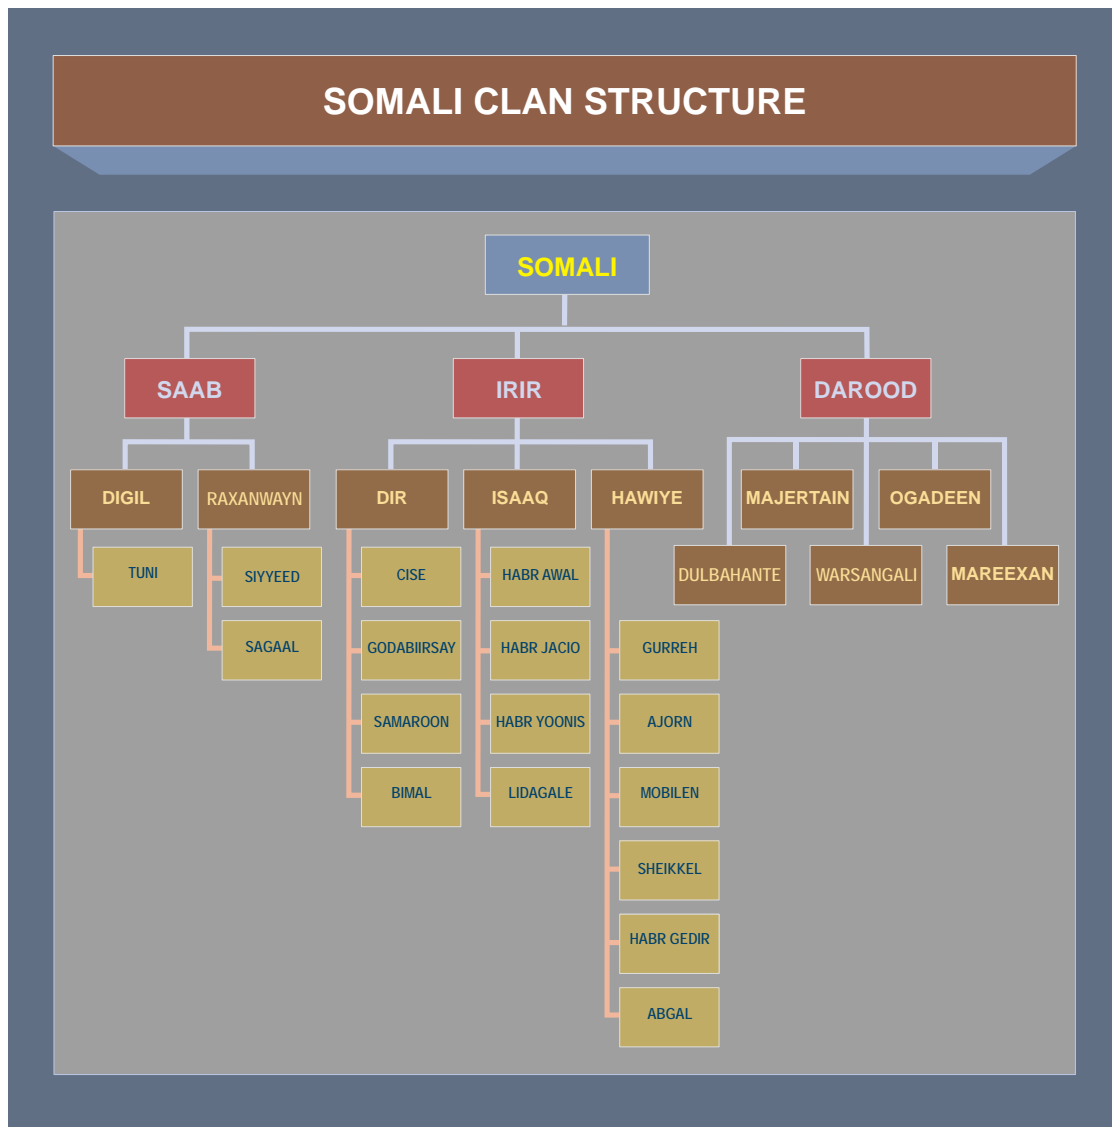 SOMALI CLAN STRUCTURE
SOMALI
SAAB
IRIR
DAROOD
DIGIL
RAXANWAYN
DIR
ISAAQ
HAWIYE
MAJERTAIN
OGADEEN
DULBAHANTE
WARSANGALI
MAREEXAN
TUNI
SIYYEED
CISE
HABR AWAL
SAGAAL
GODABIIRSAY
HABR JACIO
GURREH
SAMAROON
HABR YOONIS
AJORN
BIMAL
LIDAGALE
MOBILEN
SHEIKKEL
HABR GEDIR
ABGAL